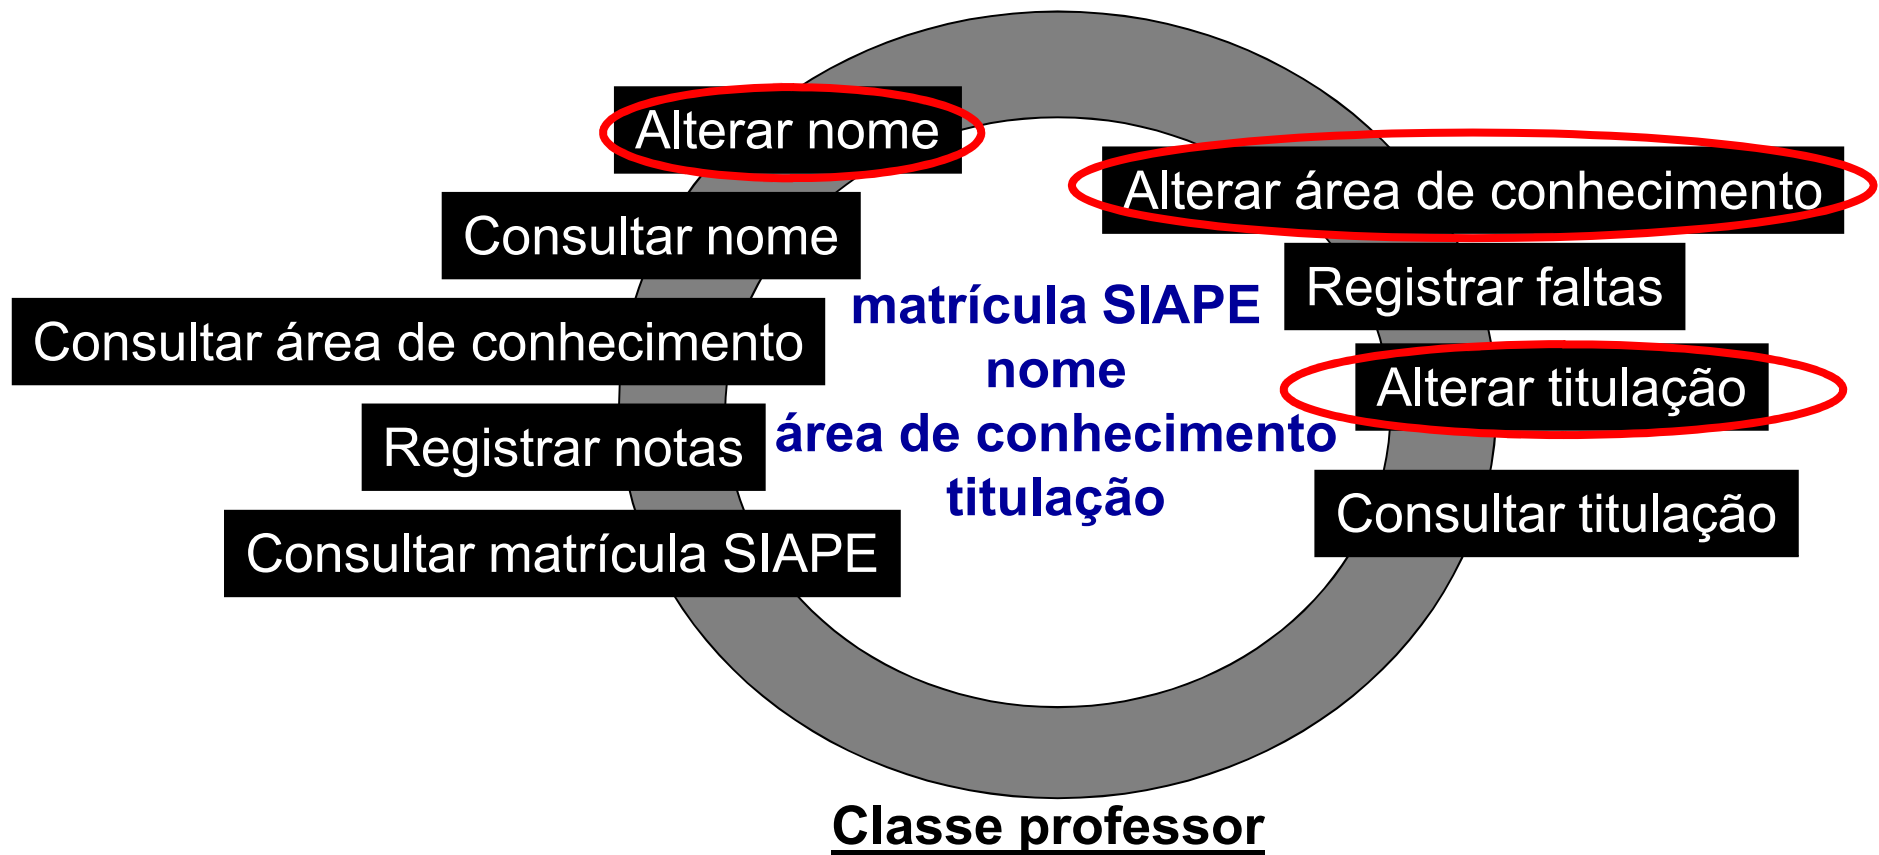 Alterar nome
Consultar nome
Consultar área de conhecimento
Registrar notas
Consultar matrícula SIAPE
matrícula SIAPE
nome
área de conhecimento
titulação
Alterar área de conhecimento
Registrar faltas
Alterar titulação
Consultar titulação
Classe professor